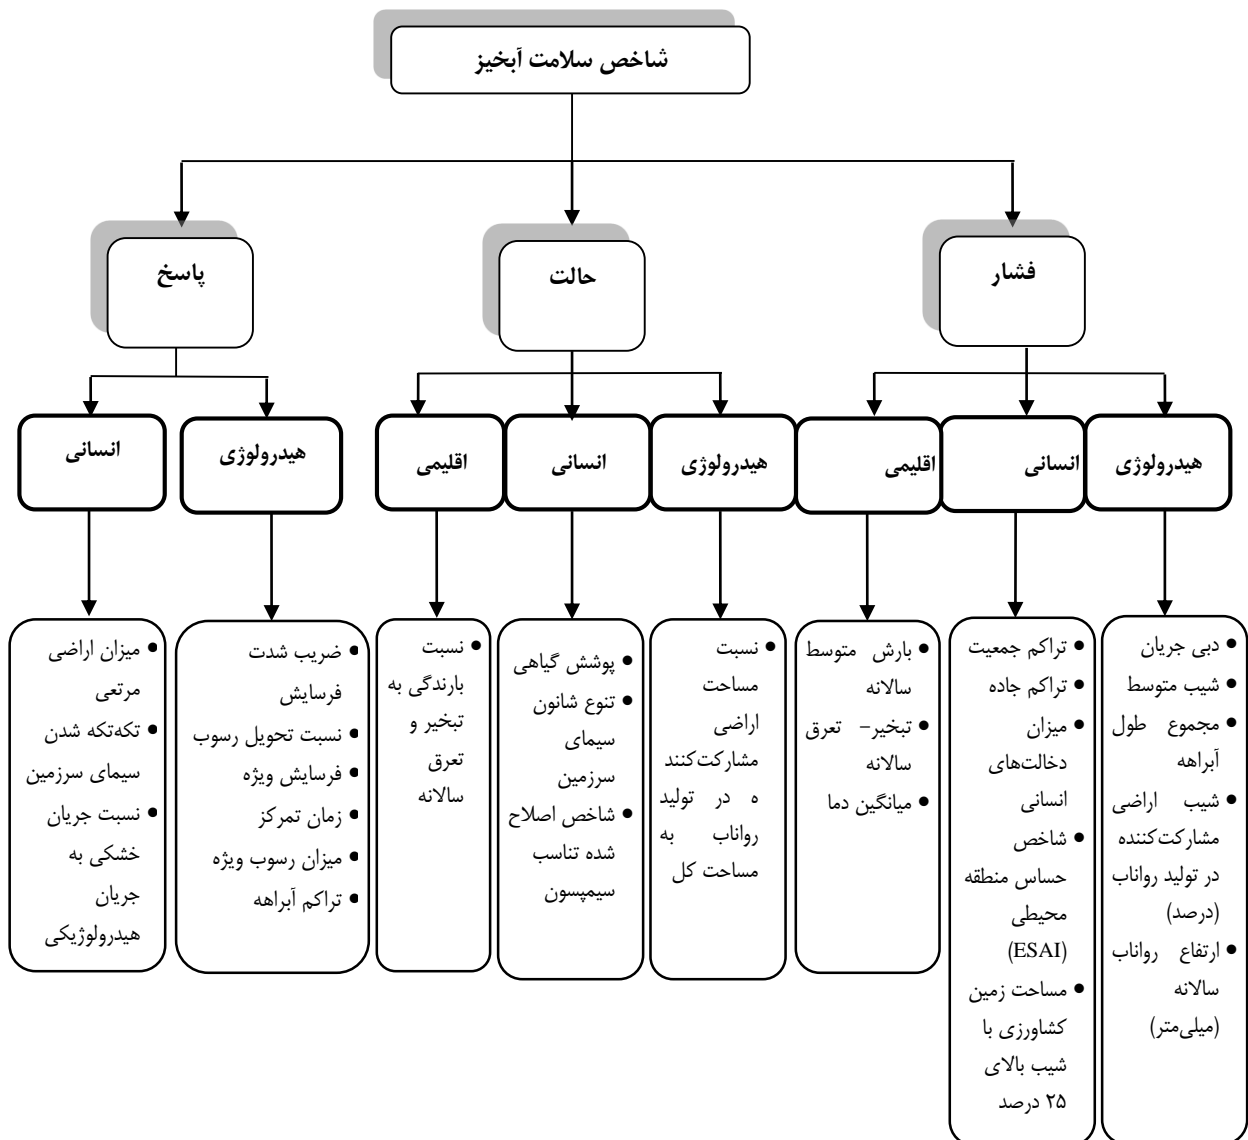 شاخص سلامت آبخیز
فشار
حالت
پاسخ
هیدرولوژی
انسانی
اقلیمی
هیدرولوژی
انسانی
اقلیمی
هیدرولوژی
انسانی
• دبی جریان
• شیب متوسط
• مجموع طول
آبراهه
• شیب اراضی
مشارکت‌کننده
در تولید رواناب
(درصد)
• ارتفاع رواناب
سالانه
(میلی‌متر)
• تراکم جمعیت
• تراکم جاده
• میزان
دخالت‌های
انسانی
• شاخص
حساس منطقه
محیطی
(ESAI)
• مساحت زمین
کشاورزی با
شیب بالای
۲۵ درصد
• بارش متوسط
سالانه
• تبخیر- تعرق
سالانه
• میانگین دما
• نسبت
مساحت
اراضی
مشارکت‌کنند
ه در تولید
رواناب به
مساحت کل
• پوشش گیاهی
• تنوع شانون
سیمای
سرزمین
• شاخص اصلاح
شده تناسب
سیمپسون
• نسبت
بارندگی به
تبخیر و
تعرق
سالانه
• ضریب شدت
فرسایش
• نسبت تحویل رسوب
• فرسایش ویژه
• زمان تمرکز
• میزان رسوب ویژه
• تراکم آبراهه
• میزان اراضی
مرتعی
• تکه‌تکه شدن
سیمای سرزمین
• نسبت جریان
خشکی به
جریان
هیدرولوژیکی